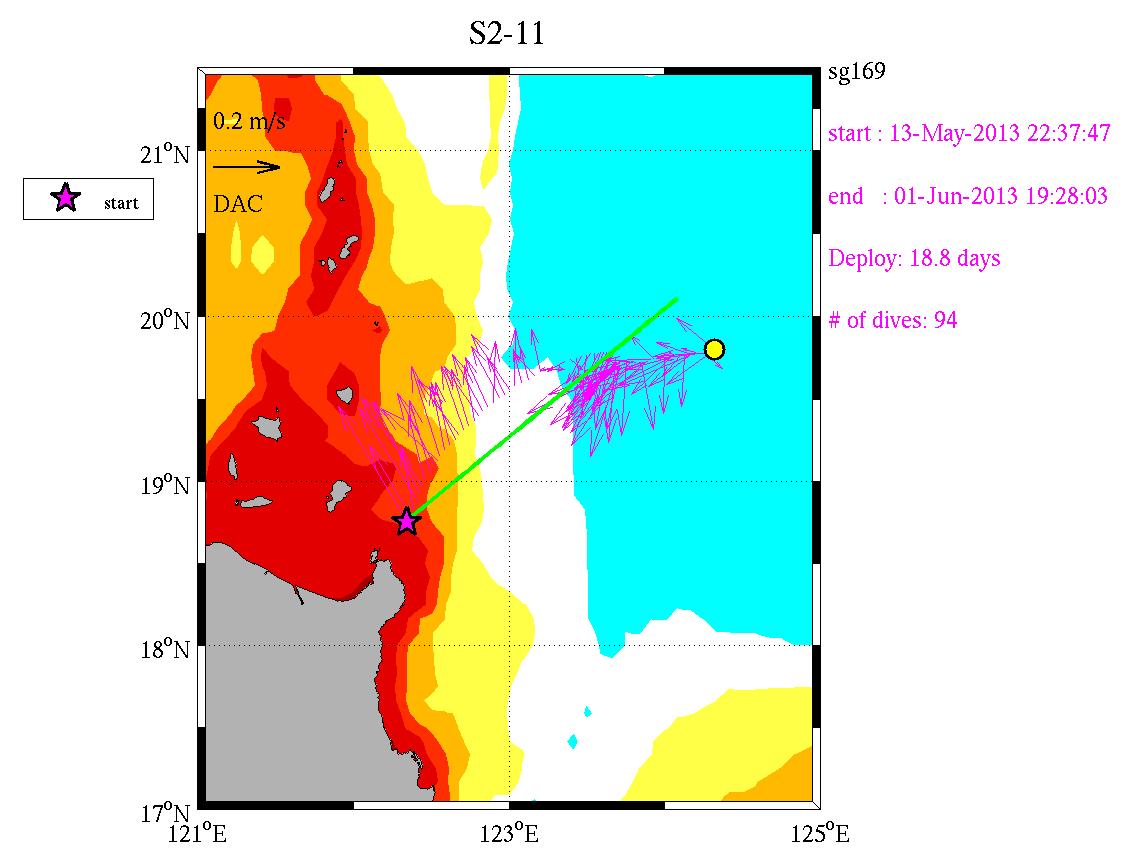 S2-11
sg169
0.2 m/s
start : 13-May-2013 22:37:47
21°N
DAC
end : 01-Jun-2013 19:28:03
start
Deploy: 18.8 days
20°N
# of dives: 94
19°N
18°N
17°N
121°E
123°E
125°E